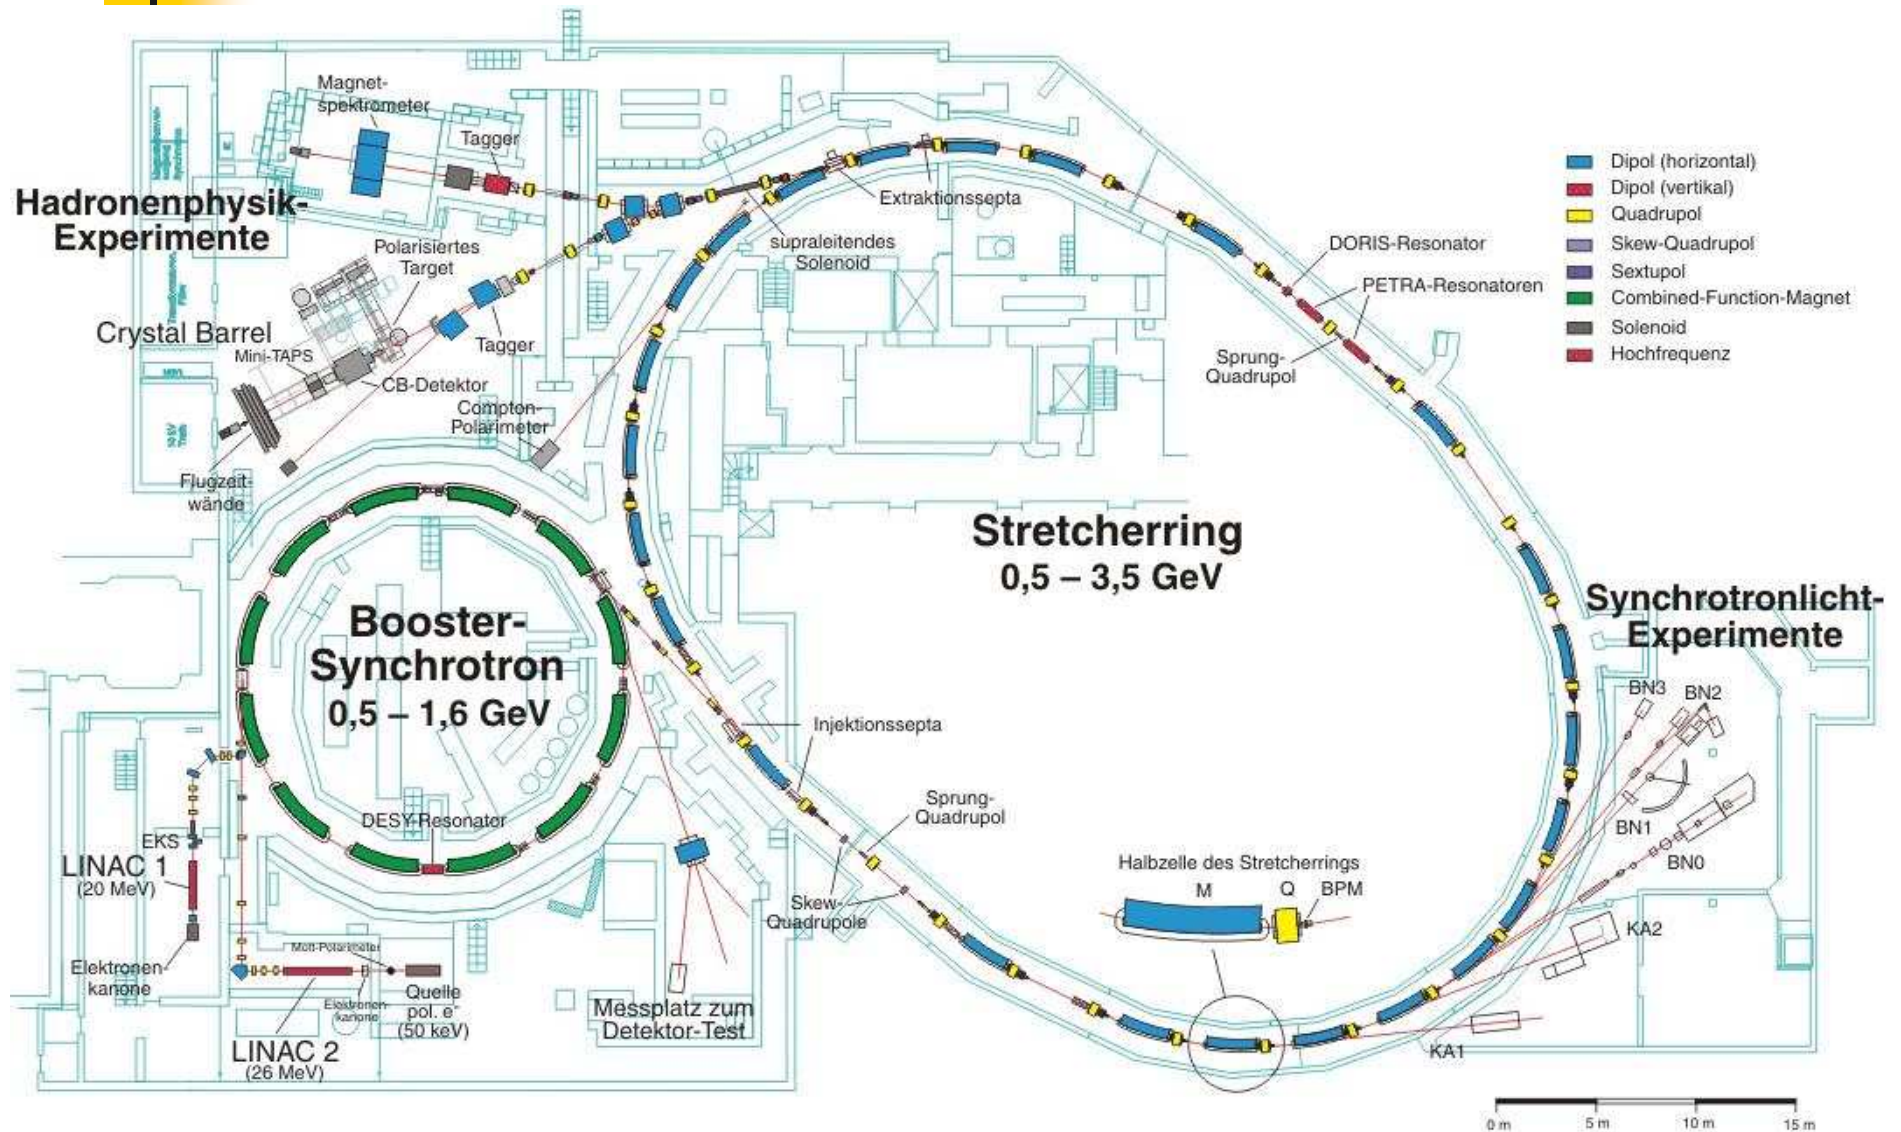 Magnet-
spektrometer
Tagger
Hadronenphysik-
Experimente
Polarisiertes
Target
Crystal Barrel
Mini-TAPS
Tagger
CB-Detektor
Compton-
Polarimeter
Flugzeit-
wände
Extraktionssepta
supraleitendes
Solenoid
DORIS-Resonator
PETRA-Resonatoren
Sprung-
Quadrupol
Dipol (horizontal)
Dipol (vertikal)
Quadrupol
Skew-Quadrupol
Sextupol
Combined-Function-Magnet
Solenoid
Hochfrequenz
Stretcherring
0,5 – 3,5 GeV
Booster-
Synchrotron
0,5 – 1,6 GeV
Synchrotronlicht-
Experimente
BN3
BN2
BN1
BN0
KA2
KA1
Injektionssepta
Sprung-
Quadrupol
Skew-
Quadrupole
Halbzelle des Stretcherrings
M
Q
BPM
DESY-Resonator
EKS
LINAC 1
(20 MeV)
Elektronen-
kanone
Mott-Polarimeter
Elektronen-
kanone
Quelle
pol. e-
(50 keV)
LINAC 2
(26 MeV)
Messplatz zum
Detektor-Test
0 m
5 m
10 m
15 m